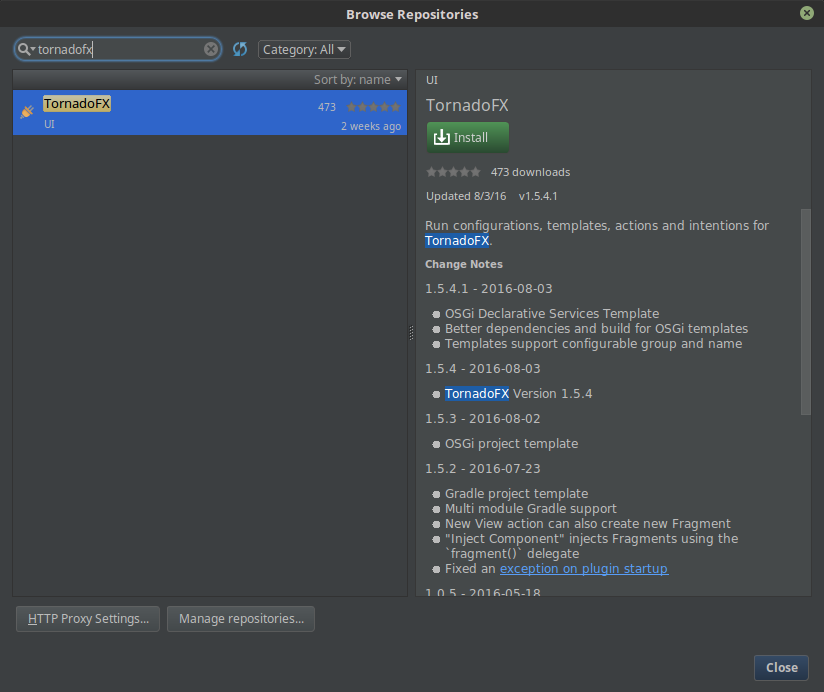 Browse Repositories
tornadofx
Category: All
Sort by: name
TornadoFX
473
UI
2 weeks ago
UI
TornadoFX
Install
473 downloads
Updated 8/3/16 v1.5.4.1
Run configurations, templates, actions and intentions for
TornadoFX.
Change Notes
1.5.4.1 - 2016-08-03
OSGi Declarative Services Template
Better dependencies and build for OSGi templates
Templates support configurable group and name
1.5.4 - 2016-08-03
TornadoFX Version 1.5.4
1.5.3 - 2016-08-02
OSGi project template
1.5.2 - 2016-07-23
Gradle project template
Multi module Gradle support
New View action can also create new Fragment
"Inject Component" injects Fragments using the
`fragment()` delegate
Fixed an exception on plugin startup
1.0.5 - 2016-05-18
HTTP Proxy Settings...
Manage repositories...
Close